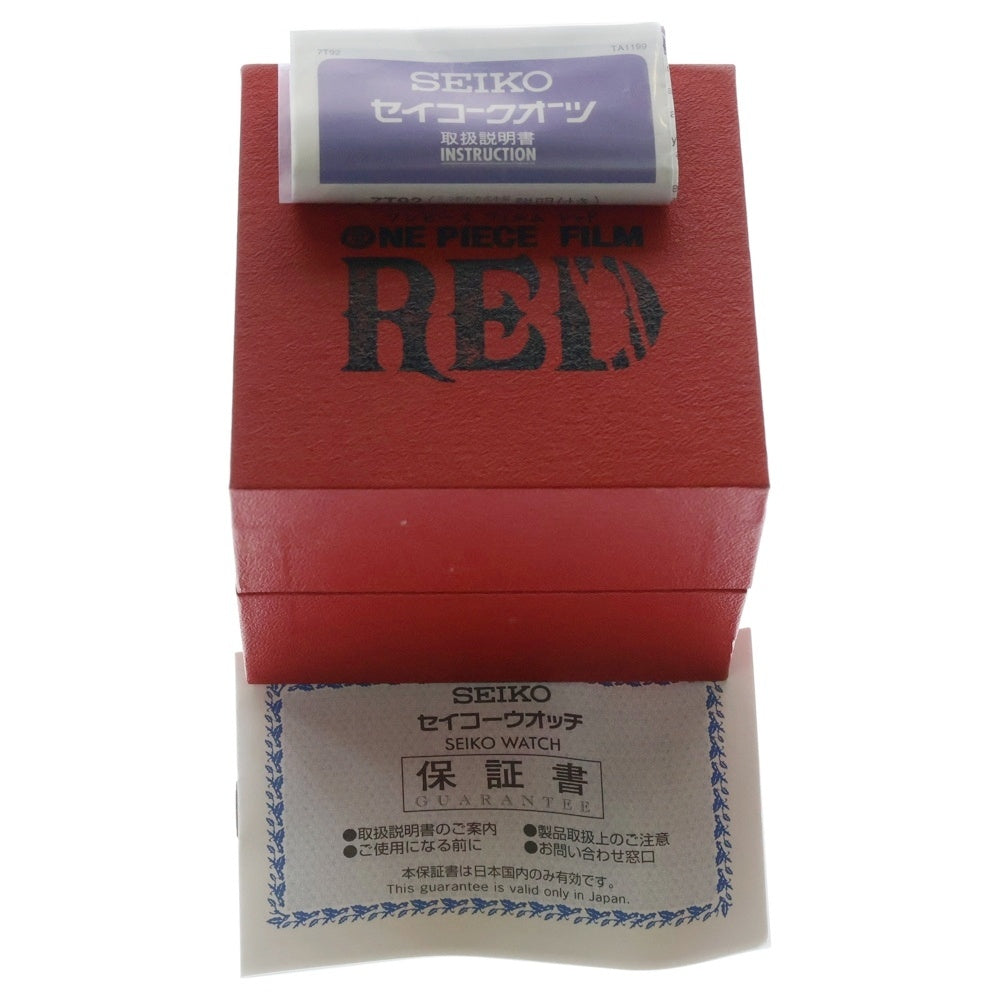 7T92 TA1199
SEIKO
セイコークオーツ
取扱説明書
INSTRUCTION
7T92
ONE PIECE FILM
RED
SEIKO
セイコーウオッチ
SEIKO WATCH
保証書
GUARANTEE
●取扱説明書のご案内 ●製品取扱上のご注意
●ご使用になる前に ●お問い合わせ窓口
本保証書は日本国内のみ有効です。
This guarantee is valid only in Japan.